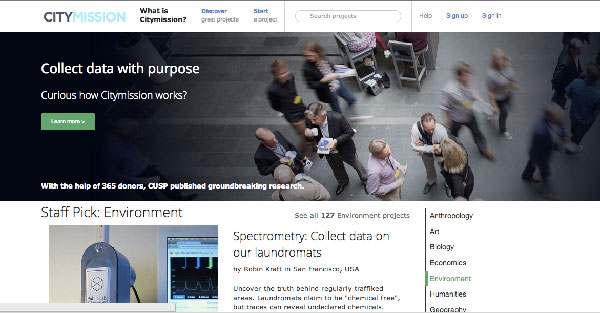 CITYMISSION
What is
Citymission?
Discover
great projects
Start
a project
Search projects
Help
Sign up
Sign in
Collect data with purpose
Curious how Citymission works?
Learn more >
With the help of 365 donors, CUSP published groundbreaking research.
Staff Pick: Environment
See all 127 Environment projects
Spectrometry: Collect data on
our laundromats
by Robin Kraft in San Francisco, USA
Uncover the truth behind regularly traffiked
areas. Laundromats claim to be "chemical free",
but traces can reveal undeclared chemicals.
Anthropology
Art
Biology
Economics
Environment
Humanities
Geography